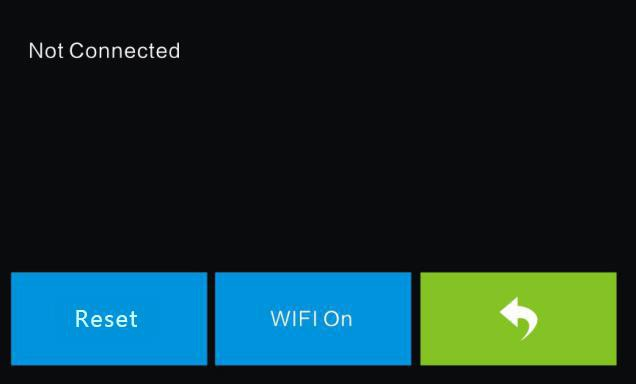 Not Connected
Reset
WIFI On